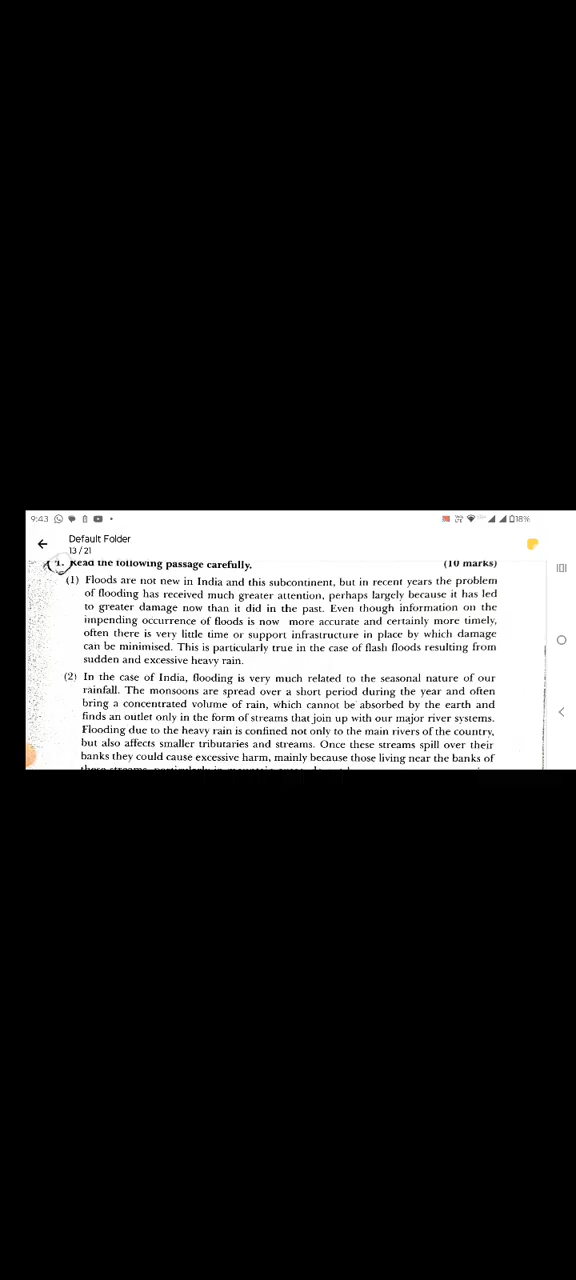 9:43
18%
Default Folder
13/21
1. Read the following passage carefully. (10 marks)
(1) Floods are not new in India and this subcontinent, but in recent years the problem
of flooding has received much greater attention, perhaps largely because it has led
to greater damage now than it did in the past. Even though information on the
impending occurrence of floods is now more accurate and certainly more timely,
often there is very little time or support infrastructure in place by which damage
can be minimised. This is particularly true in the case of flash floods resulting from
sudden and excessive heavy rain.
(2) In the case of India, flooding is very much related to the seasonal nature of our
rainfall. The monsoons are spread over a short period during the year and often
bring a concentrated volume of rain, which cannot be absorbed by the earth and
finds an outlet only in the form of streams that join up with our major river systems.
Flooding due to the heavy rain is confined not only to the main rivers of the country,
but also affects smaller tributaries and streams. Once these streams spill over their
banks they could cause excessive harm, mainly because those living near the banks of
these streams, particularly in